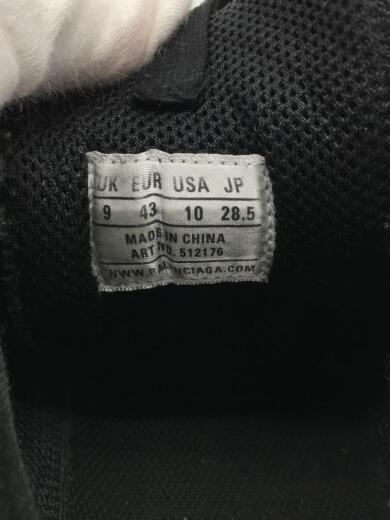 UK EUR USA JP
9 43 10 28.5
MADE IN CHINA
ART NO. 512176
WWW.BALENCIAGA.COM